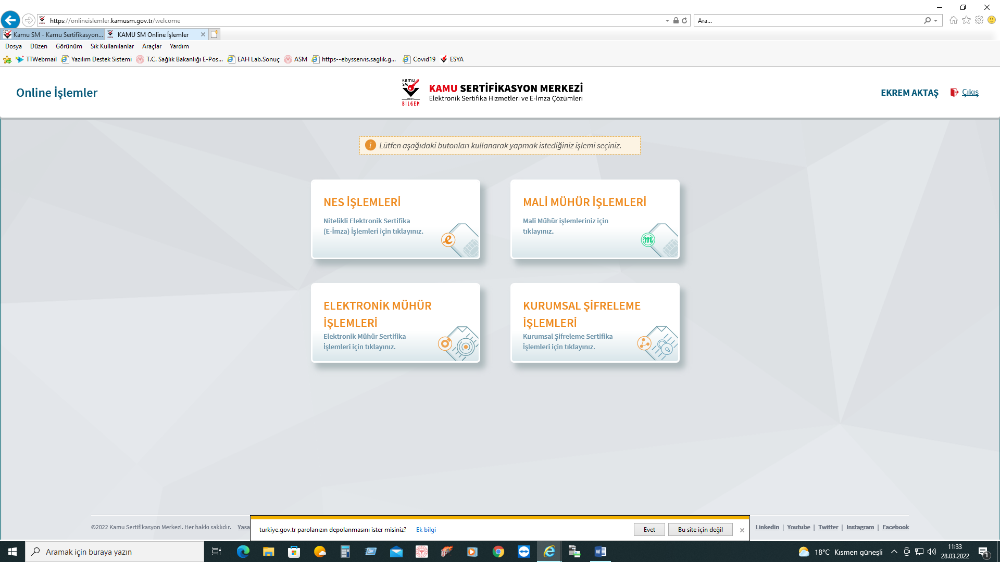 https://onlineislemler.kamusm.gov.tr/welcome
Ara...
Kamu SM - Kamu Sertifikasyon...
KAMU SM Online İşlemler
Dosya Düzen Görünüm Sık Kullanılanlar Araçlar Yardım
TTWebmail Yazılım Destek Sistemi T.C. Sağlık Bakanlığı E-Pos... EAH Lab.Sonuç ASM https--ebysservis.saglik.g... Covid19 ESYA
Online İşlemler
Kamu
SM
BİLGEM
KAMU SERTİFİKASYON MERKEZİ
Elektronik Sertifika Hizmetleri ve E-İmza Çözümleri
EKREM AKTAŞ
Çıkış
i Lütfen aşağıdaki butonları kullanarak yapmak istediğiniz işlemi seçiniz.
NES İŞLEMLERİ
Nitelikli Elektronik Sertifika
(E-İmza) İşlemleri için tıklayınız.
e
MALİ MÜHÜR İŞLEMLERİ
Mali Mühür işlemleriniz için
tıklayınız.
m
ELEKTRONİK MÜHÜR
İŞLEMLERİ
Elektronik Mühür Sertifika
İşlemleri için tıklayınız.
KURUMSAL ŞİFRELEME
İŞLEMLERİ
Kurumsal Şifreleme Sertifika
İşlemleri için tıklayınız.
©2022 Kamu Sertifikasyon Merkezi. Her hakkı saklıdır. Yasa
turkiye.gov.tr parolanızın depolanmasını ister misiniz? Ek bilgi Evet Bu site için değil
Linkedin | Youtube | Twitter | Instagram | Facebook
Aramak için buraya yazın
18°C Kısmen güneşli
11:33
28.03.2022
1